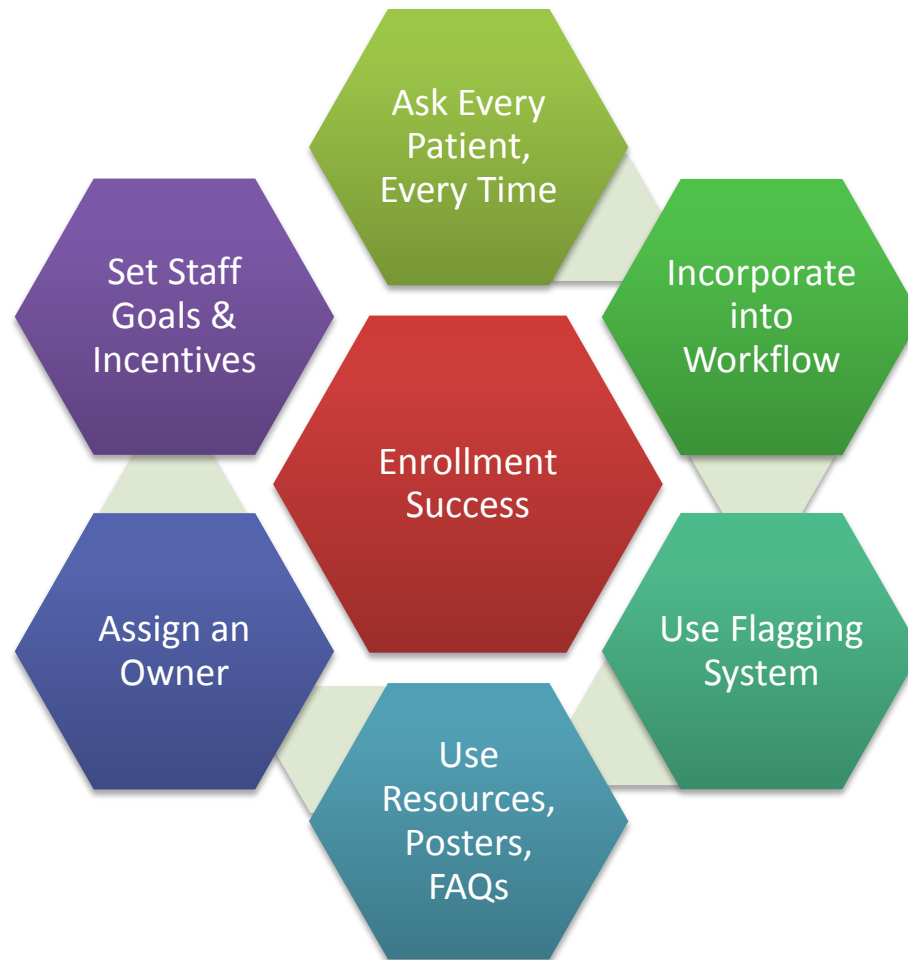 Ask Every
Patient,
Every Time
Incorporate
into
Workflow
Use Flagging
System
Use
Resources,
Posters,
FAQs
Assign an
Owner
Set Staff
Goals &
Incentives
Enrollment
Success